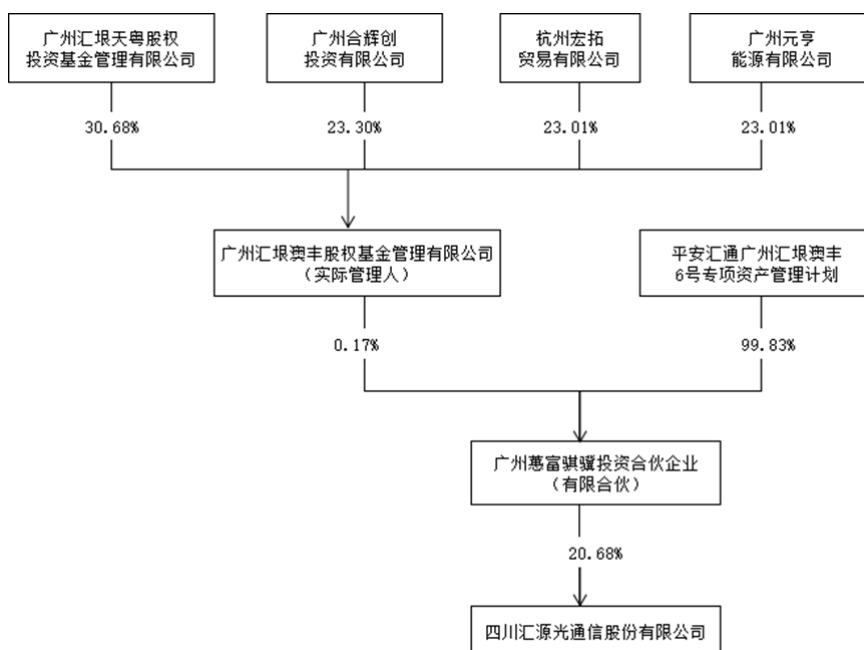 广州汇垠天粤股权
投资基金管理有限公司
广州合辉创
投资有限公司
杭州宏拓
贸易有限公司
广州元亨
能源有限公司
30.68%
23.30%
23.01%
23.01%
广州汇垠澳丰股权基金管理有限公司
（实际管理人）
平安汇通广州汇垠澳丰
6号专项资产管理计划
0.17%
99.83%
广州蕙富骐骥投资合伙企业
（有限合伙）
20.68%
四川汇源光通信股份有限公司